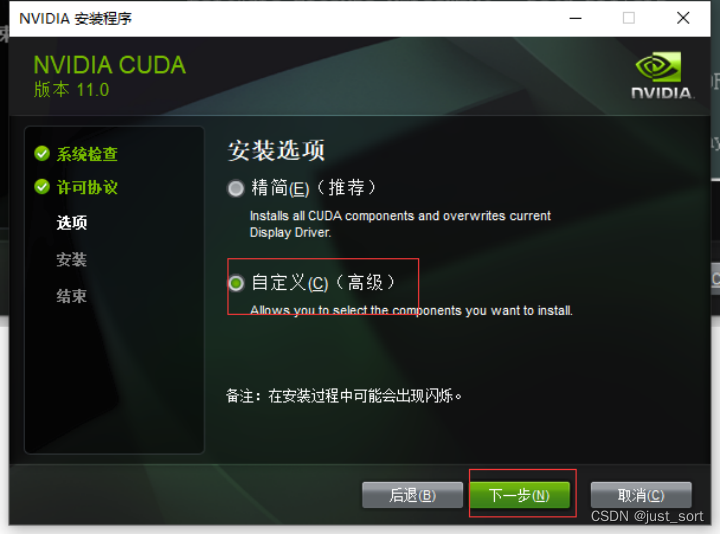 NVIDIA 安装程序
NVIDIA CUDA
版本 11.0
NVIDIA.
系统检查
许可协议
选项
安装
结束
安装选项
精简(E)（推荐）
Installs all CUDA components and overwrites current
Display Driver.
自定义(C)（高级）
Allows you to select the components you want to install.
备注：在安装过程中可能会出现闪烁。
后退(B)
下一步(N)
取消(C)
CSDN @just_sort